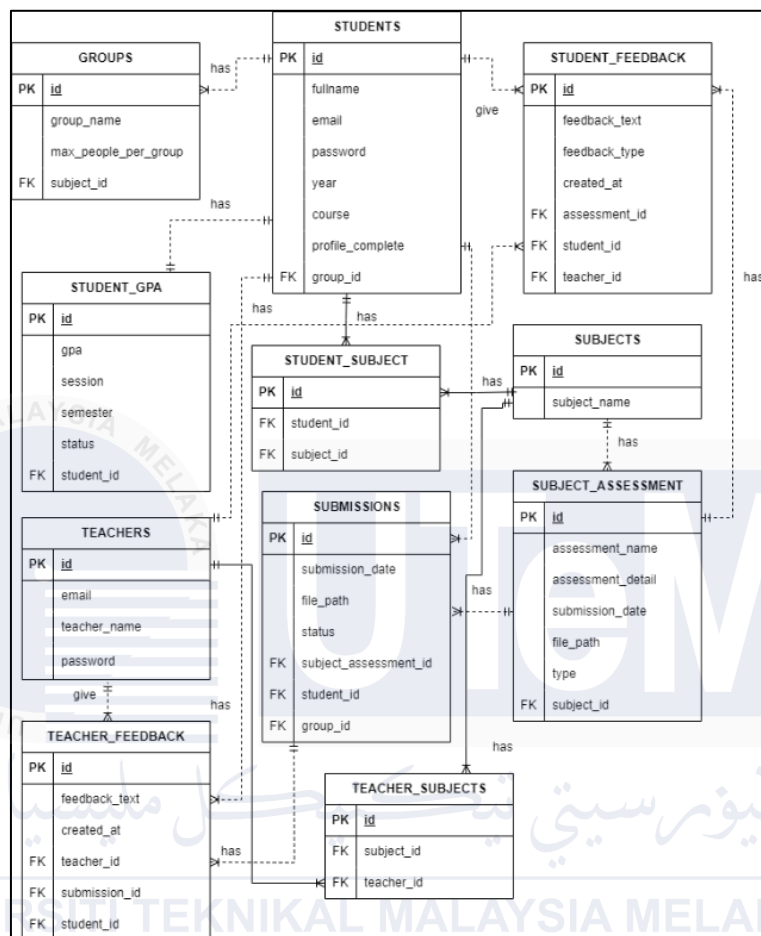 STUDENTS
PK id
fullname
email
password
year
course
profile_complete
FK group_id
GROUPS
PK id
group_name
max_people_per_group
FK subject_id
has
STUDENT_FEEDBACK
PK id
feedback_text
feedback_type
created_at
FK assessment_id
FK student_id
FK teacher_id
give
has
has
STUDENT_GPA
PK id
gpa
session
semester
status
FK student_id
has
has
STUDENT_SUBJECT
PK id
FK student_id
FK subject_id
has
SUBJECTS
PK id
subject_name
has
SUBJECT_ASSESSMENT
PK id
assessment_name
assessment_detail
submission_date
file_path
type
FK subject_id
SUBMISSIONS
PK id
submission_date
file_path
status
FK subject_assessment_id
FK student_id
FK group_id
has
TEACHERS
PK id
email
teacher_name
password
give
has
TEACHER_FEEDBACK
PK id
feedback_text
created_at
FK teacher_id
FK submission_id
FK student_id
has
has
TEACHER_SUBJECTS
PK id
FK subject_id
FK teacher_id
UTeM
MELAKA
TEKNIKAL MALAYSIA